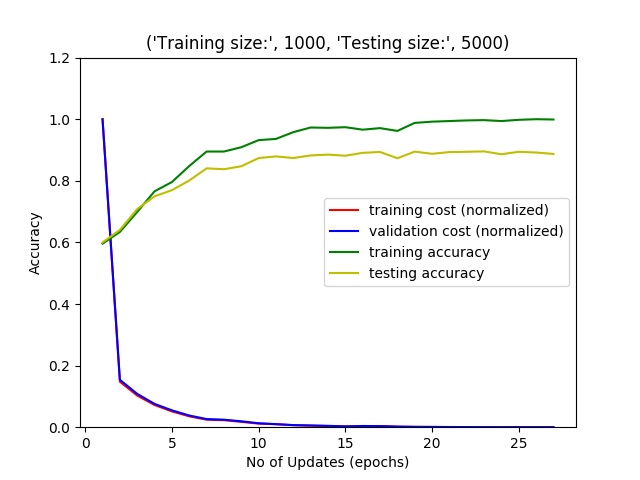 ('Training size:', 1000, 'Testing size:', 5000)
1.2
1.0
0.8
0.6
0.4
0.2
0.0
Accuracy
training cost (normalized)
validation cost (normalized)
training accuracy
testing accuracy
0 5 10 15 20 25
No of Updates (epochs)